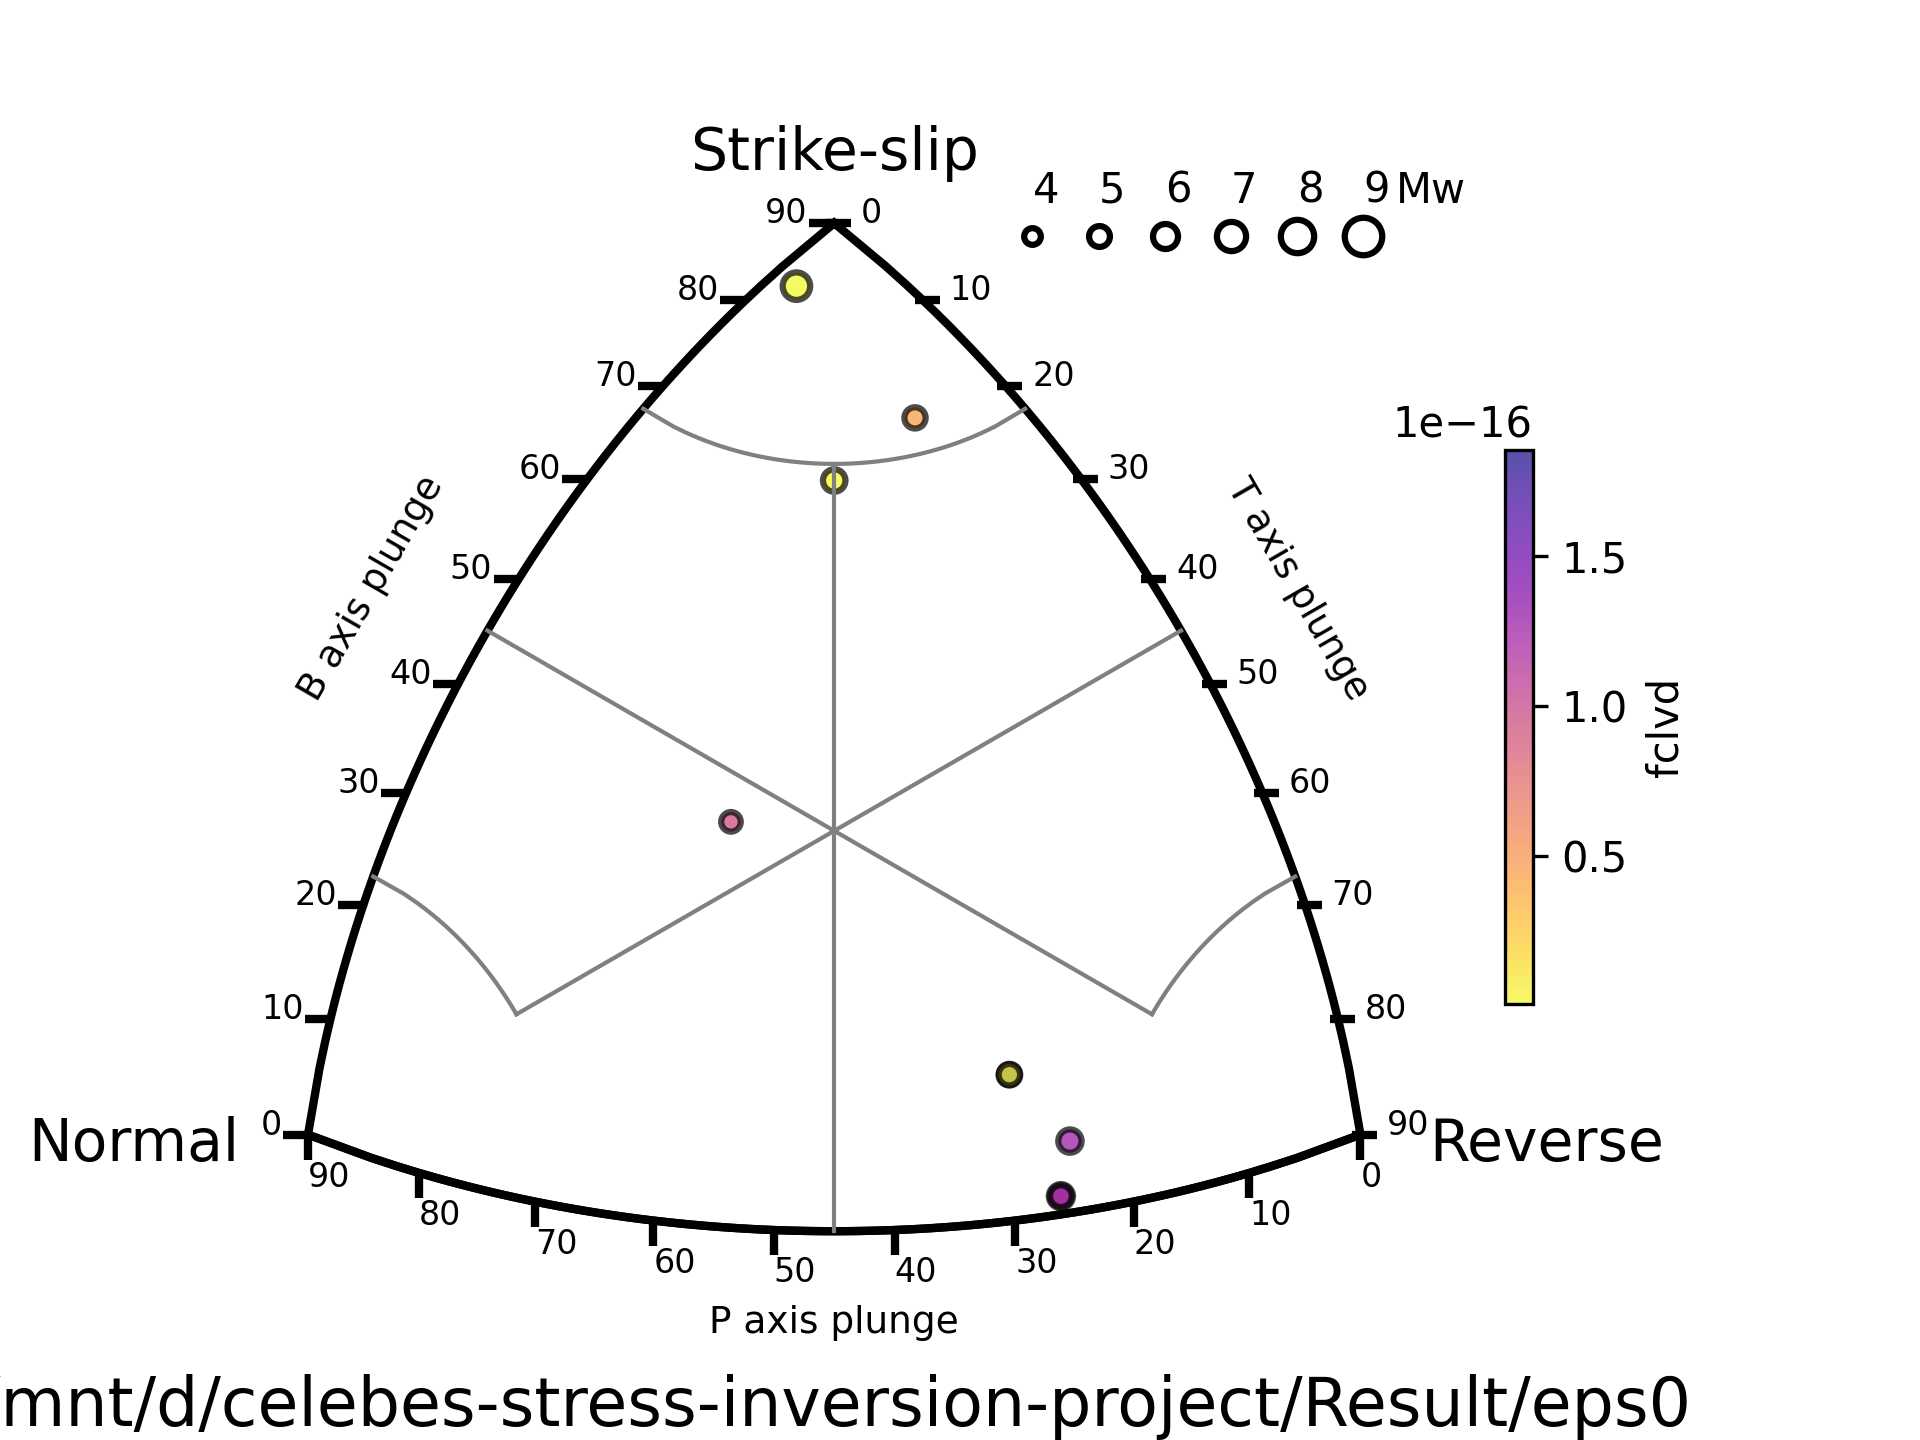 Strike-slip
4 5 6 7 8 9 Mw
90 0
80 10
70 20
60 30
50 40
40 50
30 60
20 70
10 80
0 90
B axis plunge
T axis plunge
1e−16
1.5
1.0
0.5
fclvd
Normal
Reverse
90 80 70 60 50 40 30 20 10 0
P axis plunge
/mnt/d/celebes-stress-inversion-project/Result/eps0